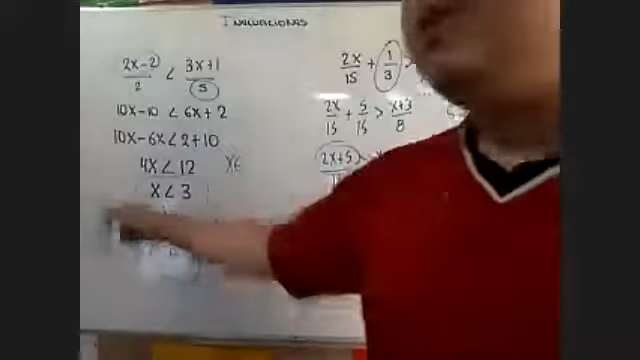 INECUACIONES
2x-2/2 < 3x+1/5
10x-10 < 6x+2
10x-6x<2+10
4x<12
x<3
x∈
2x/15 + 1/3 >
2x/15 + 5/15 > x+3/8
2x+5